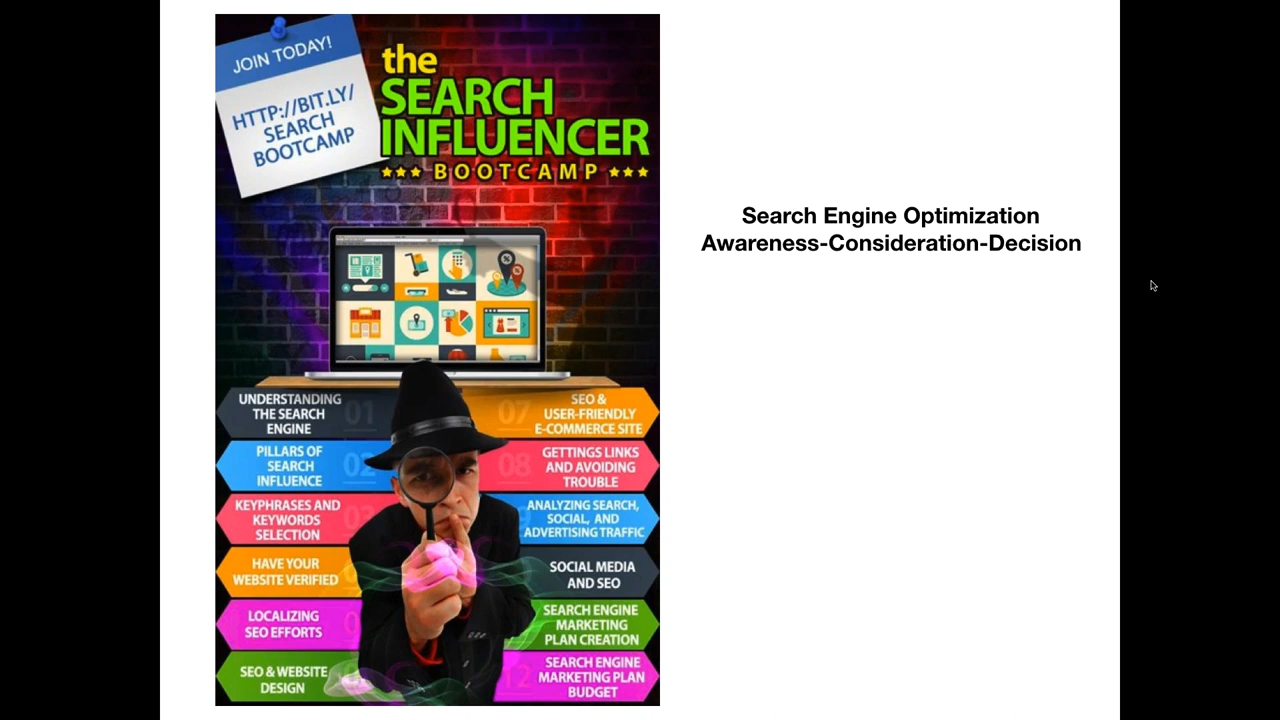 JOIN TODAY!
HTTP://BIT.LY/
SEARCH
BOOTCAMP
the
SEARCH
INFLUENCER
BOOTCAMP
Search Engine Optimization
Awareness-Consideration-Decision
UNDERSTANDING
THE SEARCH
ENGINE
01
PILLARS OF
SEARCH
INFLUENCE
02
KEYPHRASES AND
KEYWORDS
SELECTION
03
HAVE YOUR
WEBSITE VERIFIED
LOCALIZING
SEO EFFORTS
SEO & WEBSITE
DESIGN
07
SEO &
USER-FRIENDLY
E-COMMERCE SITE
08
GETTINGS LINKS
AND AVOIDING
TROUBLE
ANALYZING SEARCH,
SOCIAL, AND
ADVERTISING TRAFFIC
SOCIAL MEDIA
AND SEO
SEARCH ENGINE
MARKETING
PLAN CREATION
12
SEARCH ENGINE
MARKETING PLAN
BUDGET